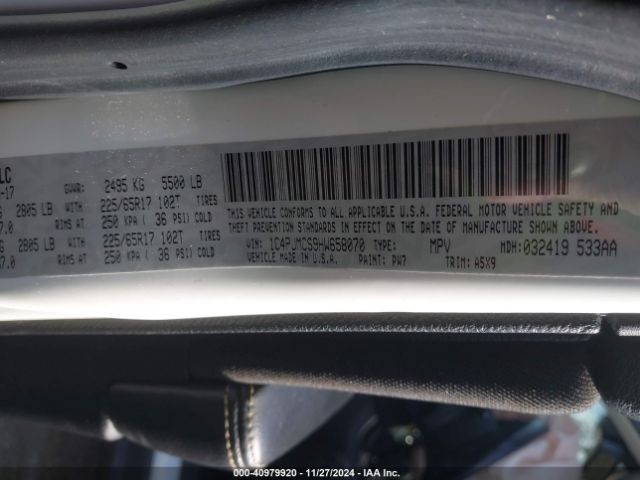 LC
-17 GVWR: 2495 KG 5500 LB
G 2805 LB WITH 225/65R17 102T TIRES
7.0 RIMS AT 250 KPA ( 36 PSI) COLD
G 2805 LB WITH 225/65R17 102T TIRES
7.0 RIMS AT 250 KPA ( 36 PSI) COLD
THIS VEHICLE CONFORMS TO ALL APPLICABLE U.S.A. FEDERAL MOTOR VEHICLE SAFETY AND
THEFT PREVENTION STANDARDS IN EFFECT ON THE DATE OF MANUFACTURE SHOWN ABOVE.
VIN: 1C4PJMCS9HW658070 TYPE: MPV MDH: 032419 533AA
VEHICLE MADE IN U.S.A. PAINT: PW7 TRIM: A5X9
000-40979920 - 11/27/2024 - IAA Inc.